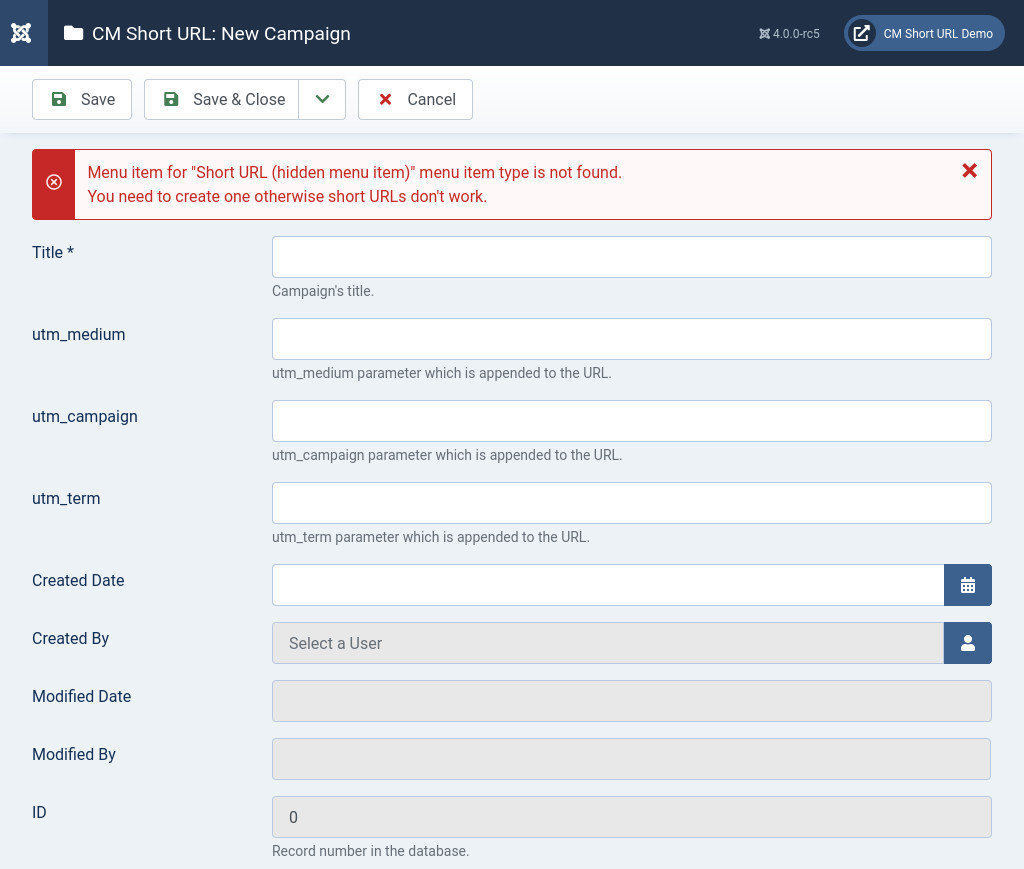 CM Short URL: New Campaign
4.0.0-rc5
CM Short URL Demo
Save
Save & Close
Cancel
Menu item for "Short URL (hidden menu item)" menu item type is not found.
You need to create one otherwise short URLs don't work.
Title *
Campaign's title.
utm_medium
utm_medium parameter which is appended to the URL.
utm_campaign
utm_campaign parameter which is appended to the URL.
utm_term
utm_term parameter which is appended to the URL.
Created Date
Created By
Select a User
Modified Date
Modified By
ID
0
Record number in the database.